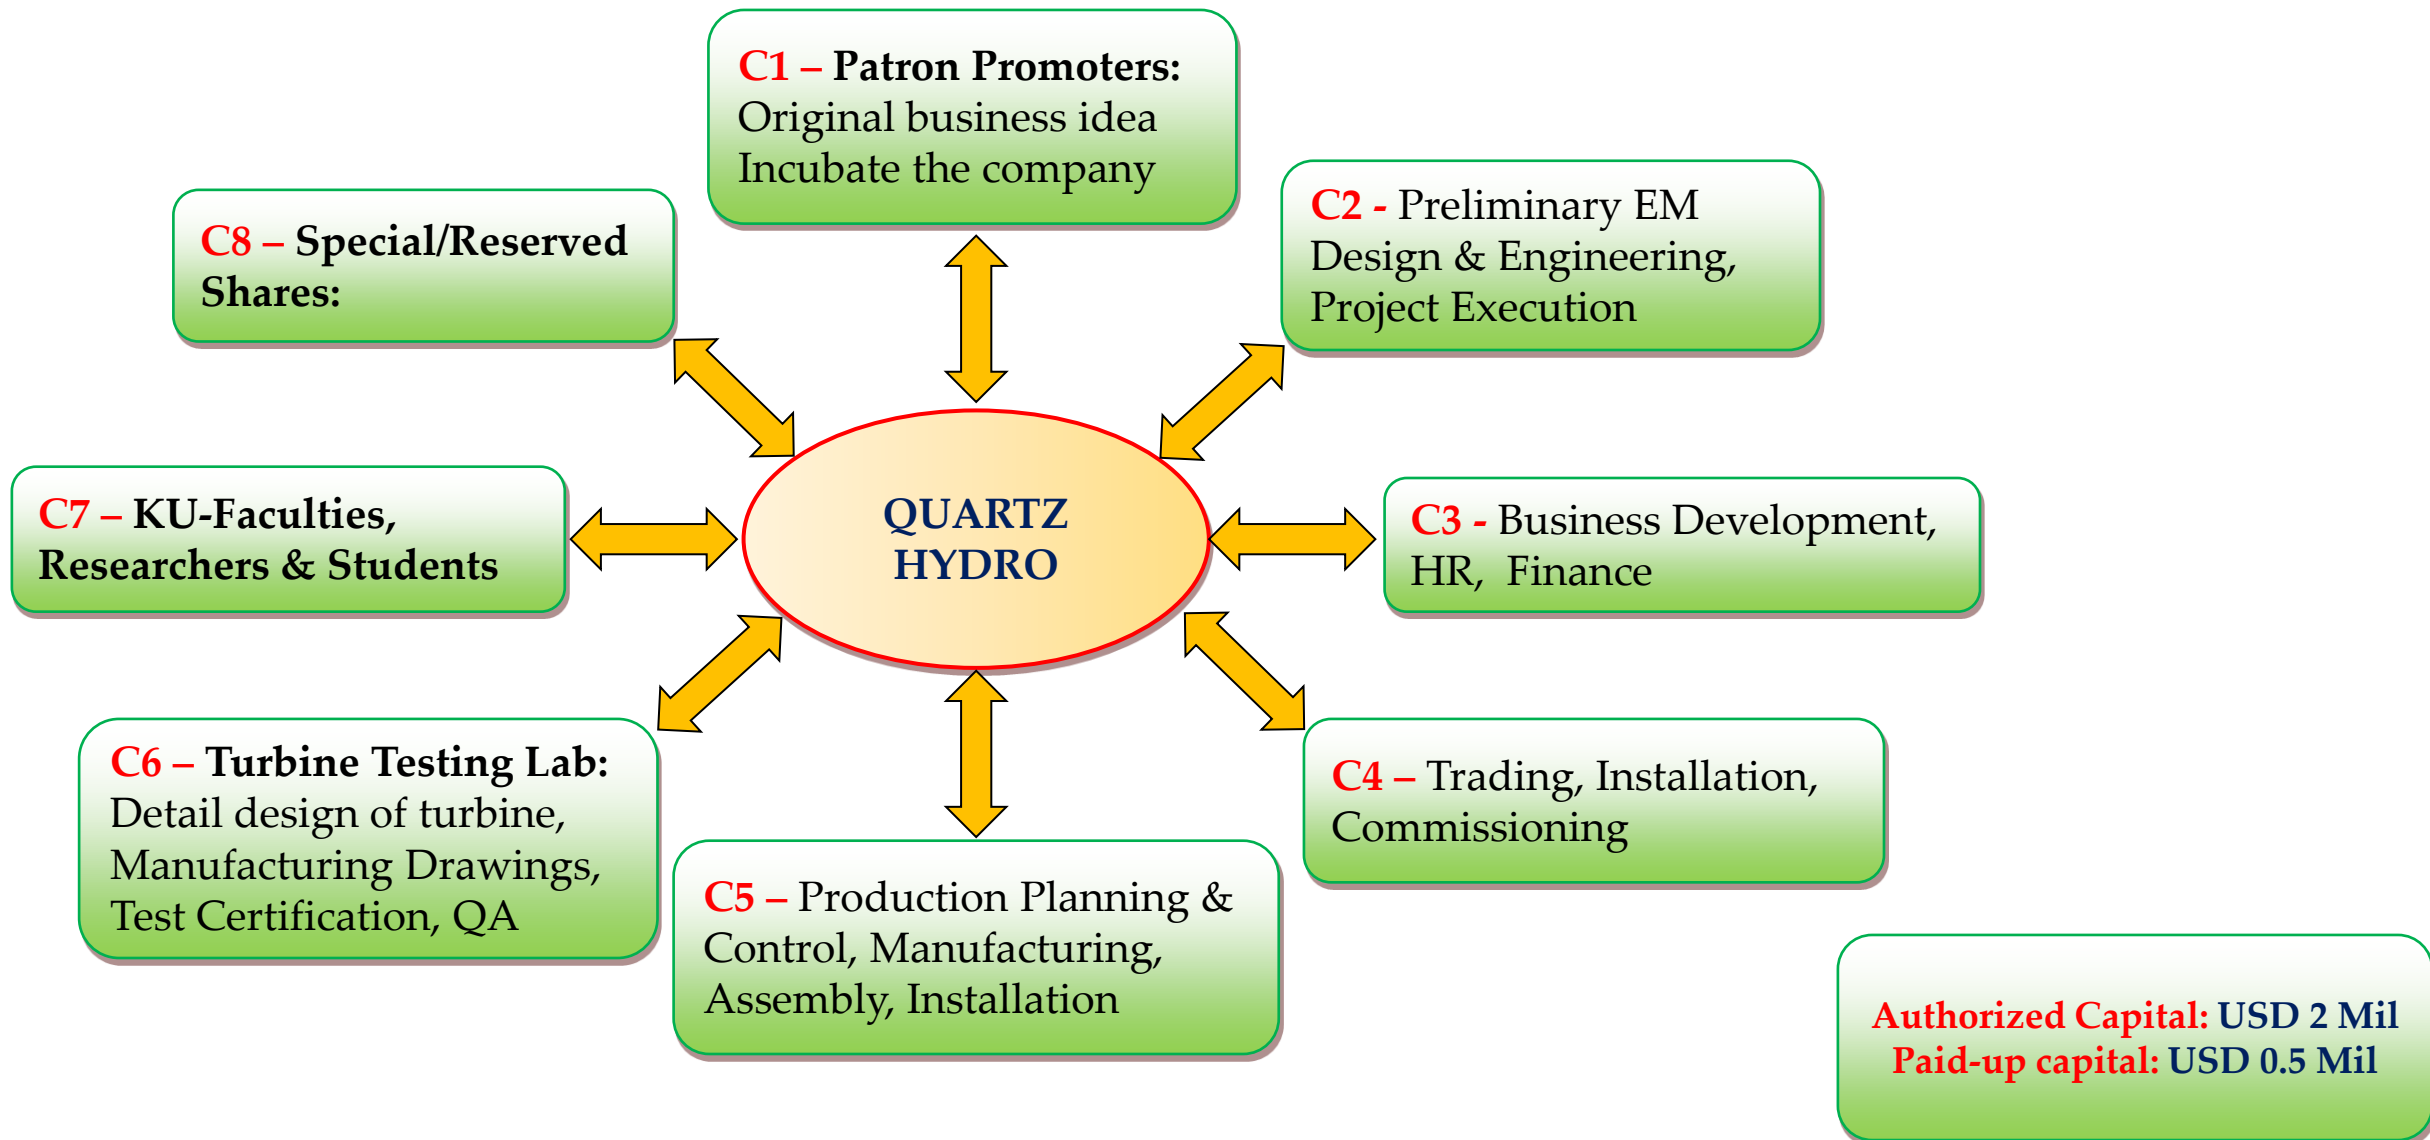 C1 – Patron Promoters:
Original business idea
Incubate the company
C2 - Preliminary EM
Design & Engineering,
Project Execution
C8 – Special/Reserved
Shares:
QUARTZ
HYDRO
C7 – KU-Faculties,
Researchers & Students
C3 - Business Development,
HR,  Finance
C6 – Turbine Testing Lab:
Detail design of turbine,
Manufacturing Drawings,
Test Certification, QA
C4 – Trading, Installation,
Commissioning
C5 – Production Planning &
Control, Manufacturing,
Assembly, Installation
Authorized Capital: USD 2 Mil
Paid-up capital: USD 0.5 Mil